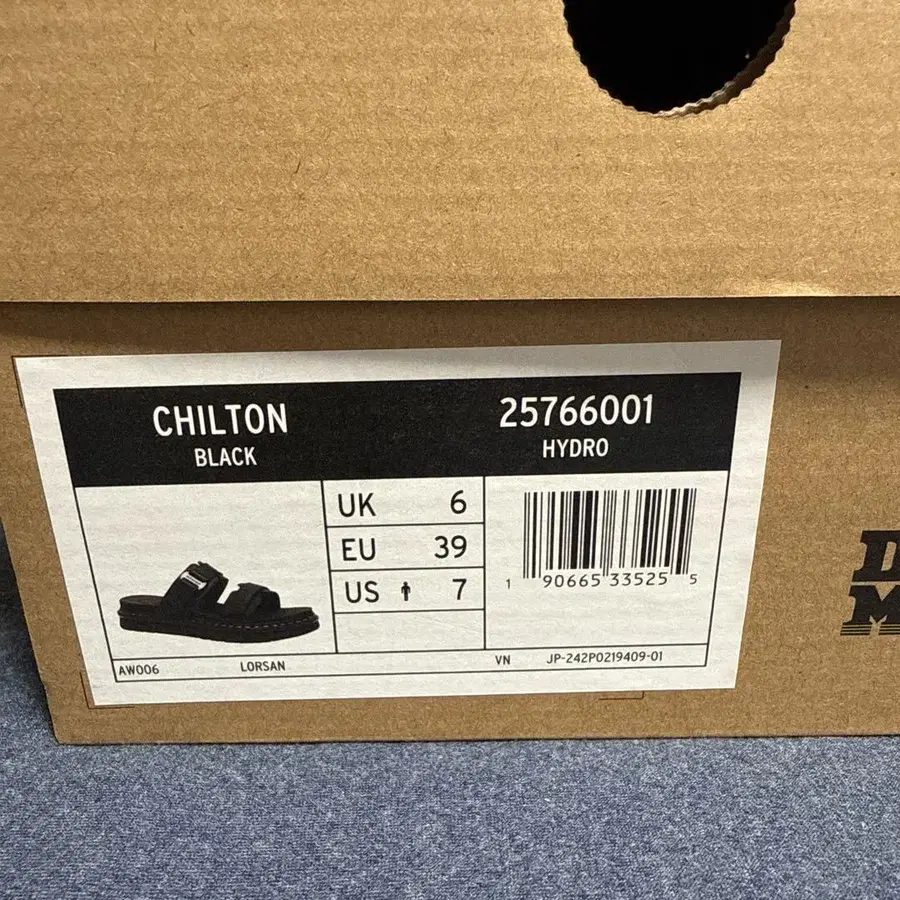 CHILTON
BLACK
25766001
HYDRO
UK 6
EU 39
US 7
1 90665 33525 5
AW006 LORSAN VN JP-242P0219409-01
D
M